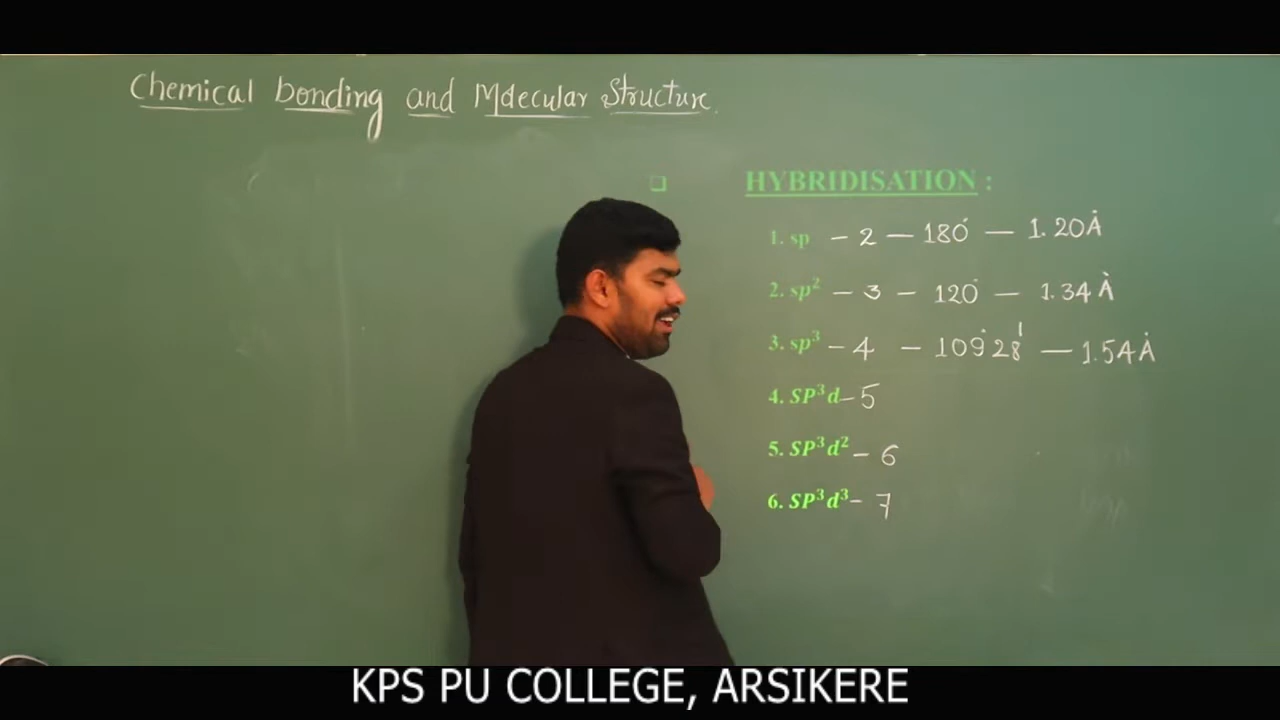 Chemical bonding and Molecular Structure.
HYBRIDISATION :
1. sp – 2 – 180° – 1.20Å
2. sp² – 3 – 120° – 1.34Å
3. sp³ – 4 – 109°28' – 1.54Å
4. SP³d – 5
5. SP³d² – 6
6. SP³d³ – 7
KPS PU COLLEGE, ARSIKERE